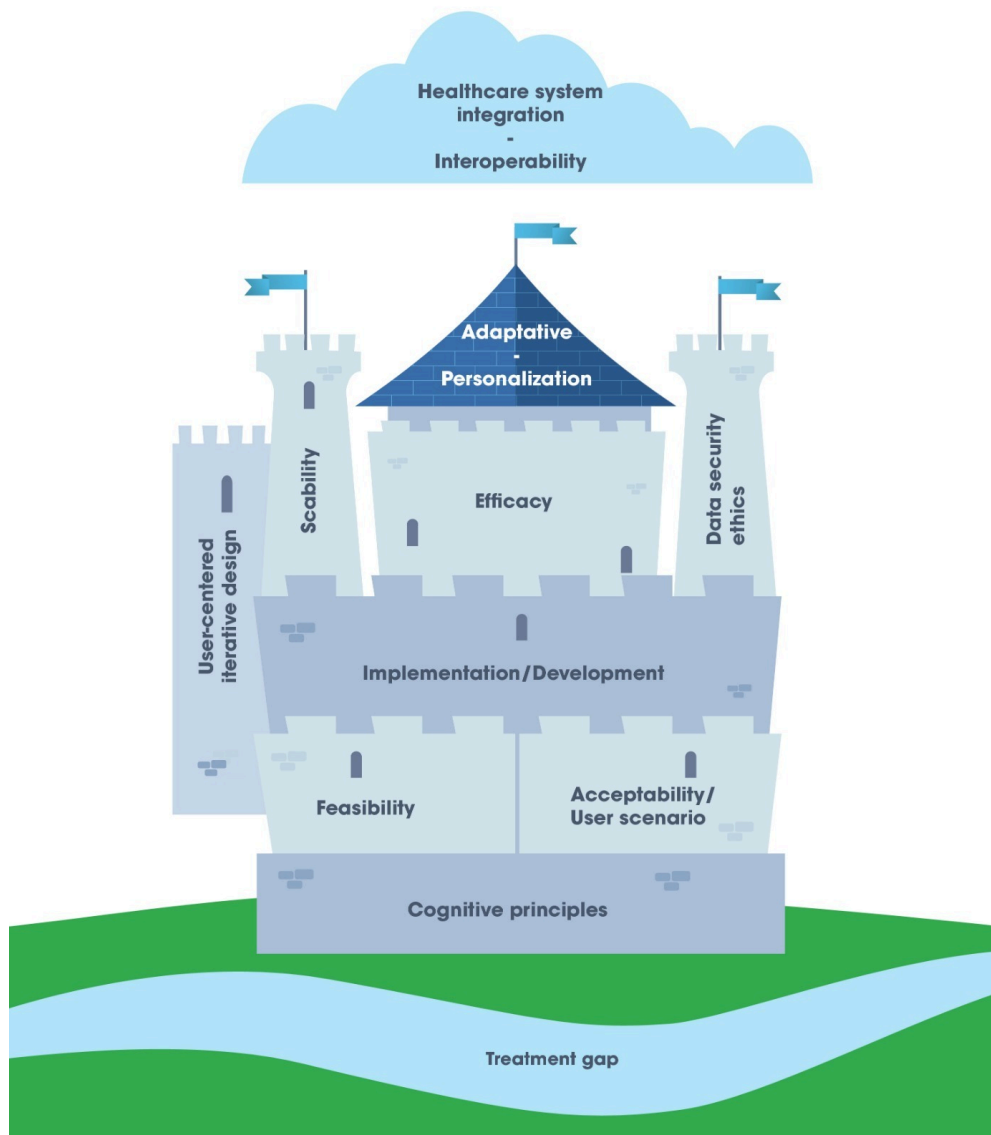 Healthcare system
integration
-
Interoperability
Adaptative
-
Personalization
User-centered
iterative design
Scability
Efficacy
Data security
ethics
Implementation/Development
Feasibility
Acceptability/
User scenario
Cognitive principles
Treatment gap